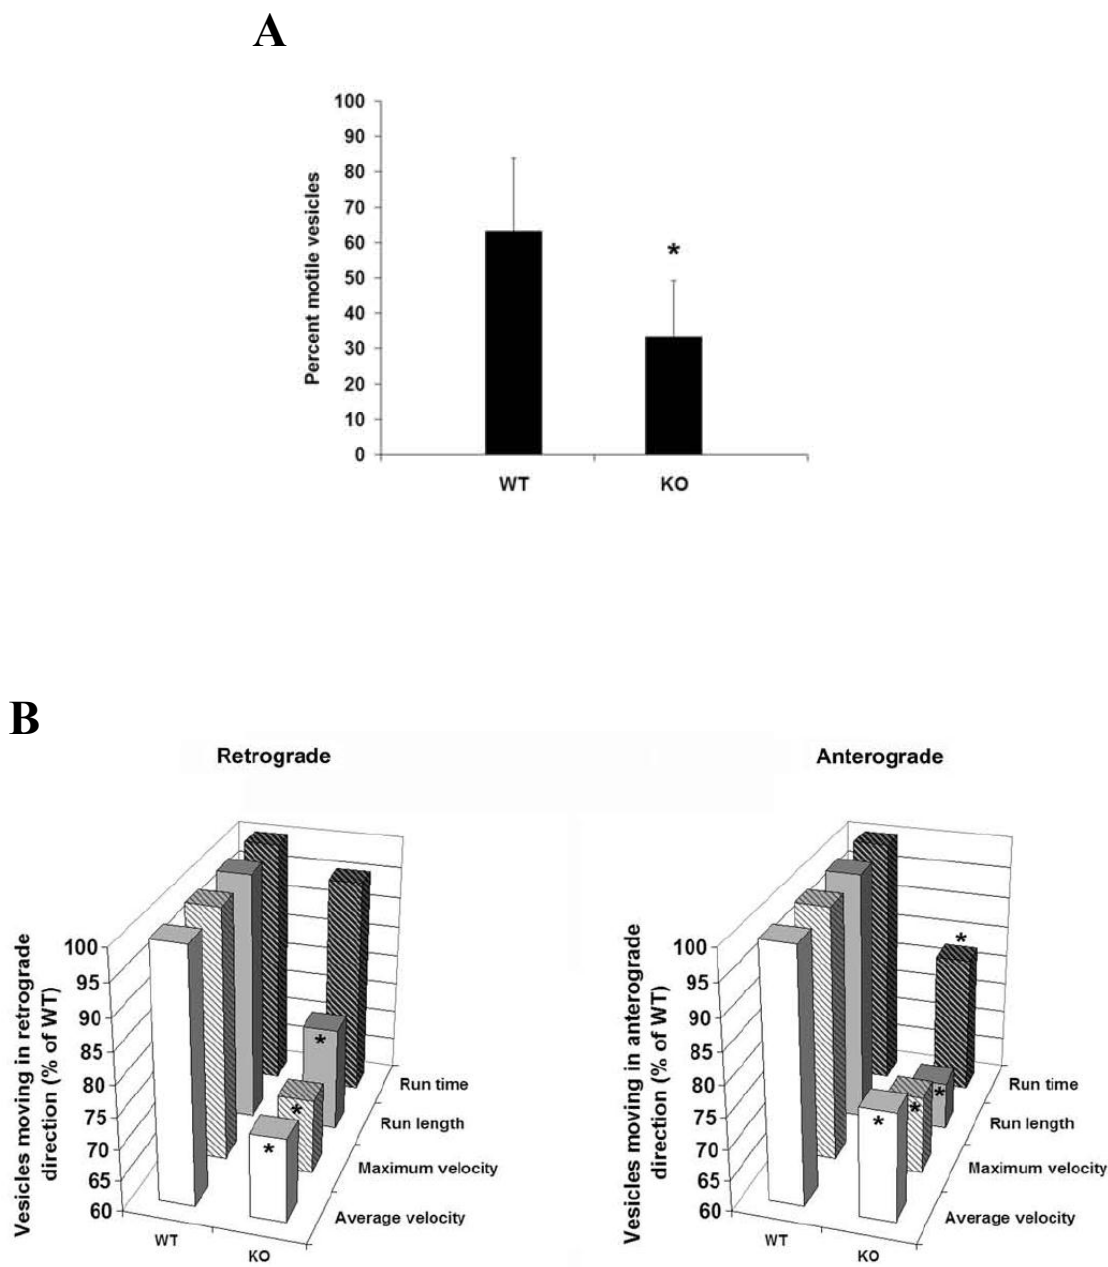 A
Percent motile vesicles
100
90
80
70
60
50
40
30
20
10
0
*
WT
KO
B
Retrograde
Vesicles moving in retrograde
direction (% of WT)
100
95
90
85
80
75
70
65
60
*
*
*
WT
KO
Run time
Run length
Maximum velocity
Average velocity
Anterograde
Vesicles moving in anterograde
direction (% of WT)
100
95
90
85
80
75
70
65
60
*
*
*
*
WT
KO
Run time
Run length
Maximum velocity
Average velocity